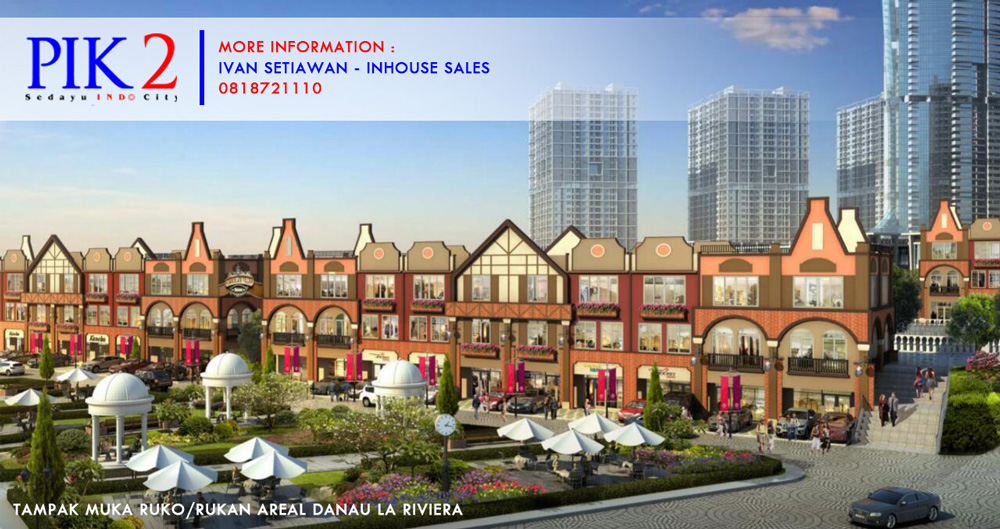 PIK 2
Sedayu INDO City
MORE INFORMATION :
IVAN SETIAWAN - INHOUSE SALES
0818721110
TAMPAK MUKA RUKO/RUKAN AREAL DANAU LA RIVIERA